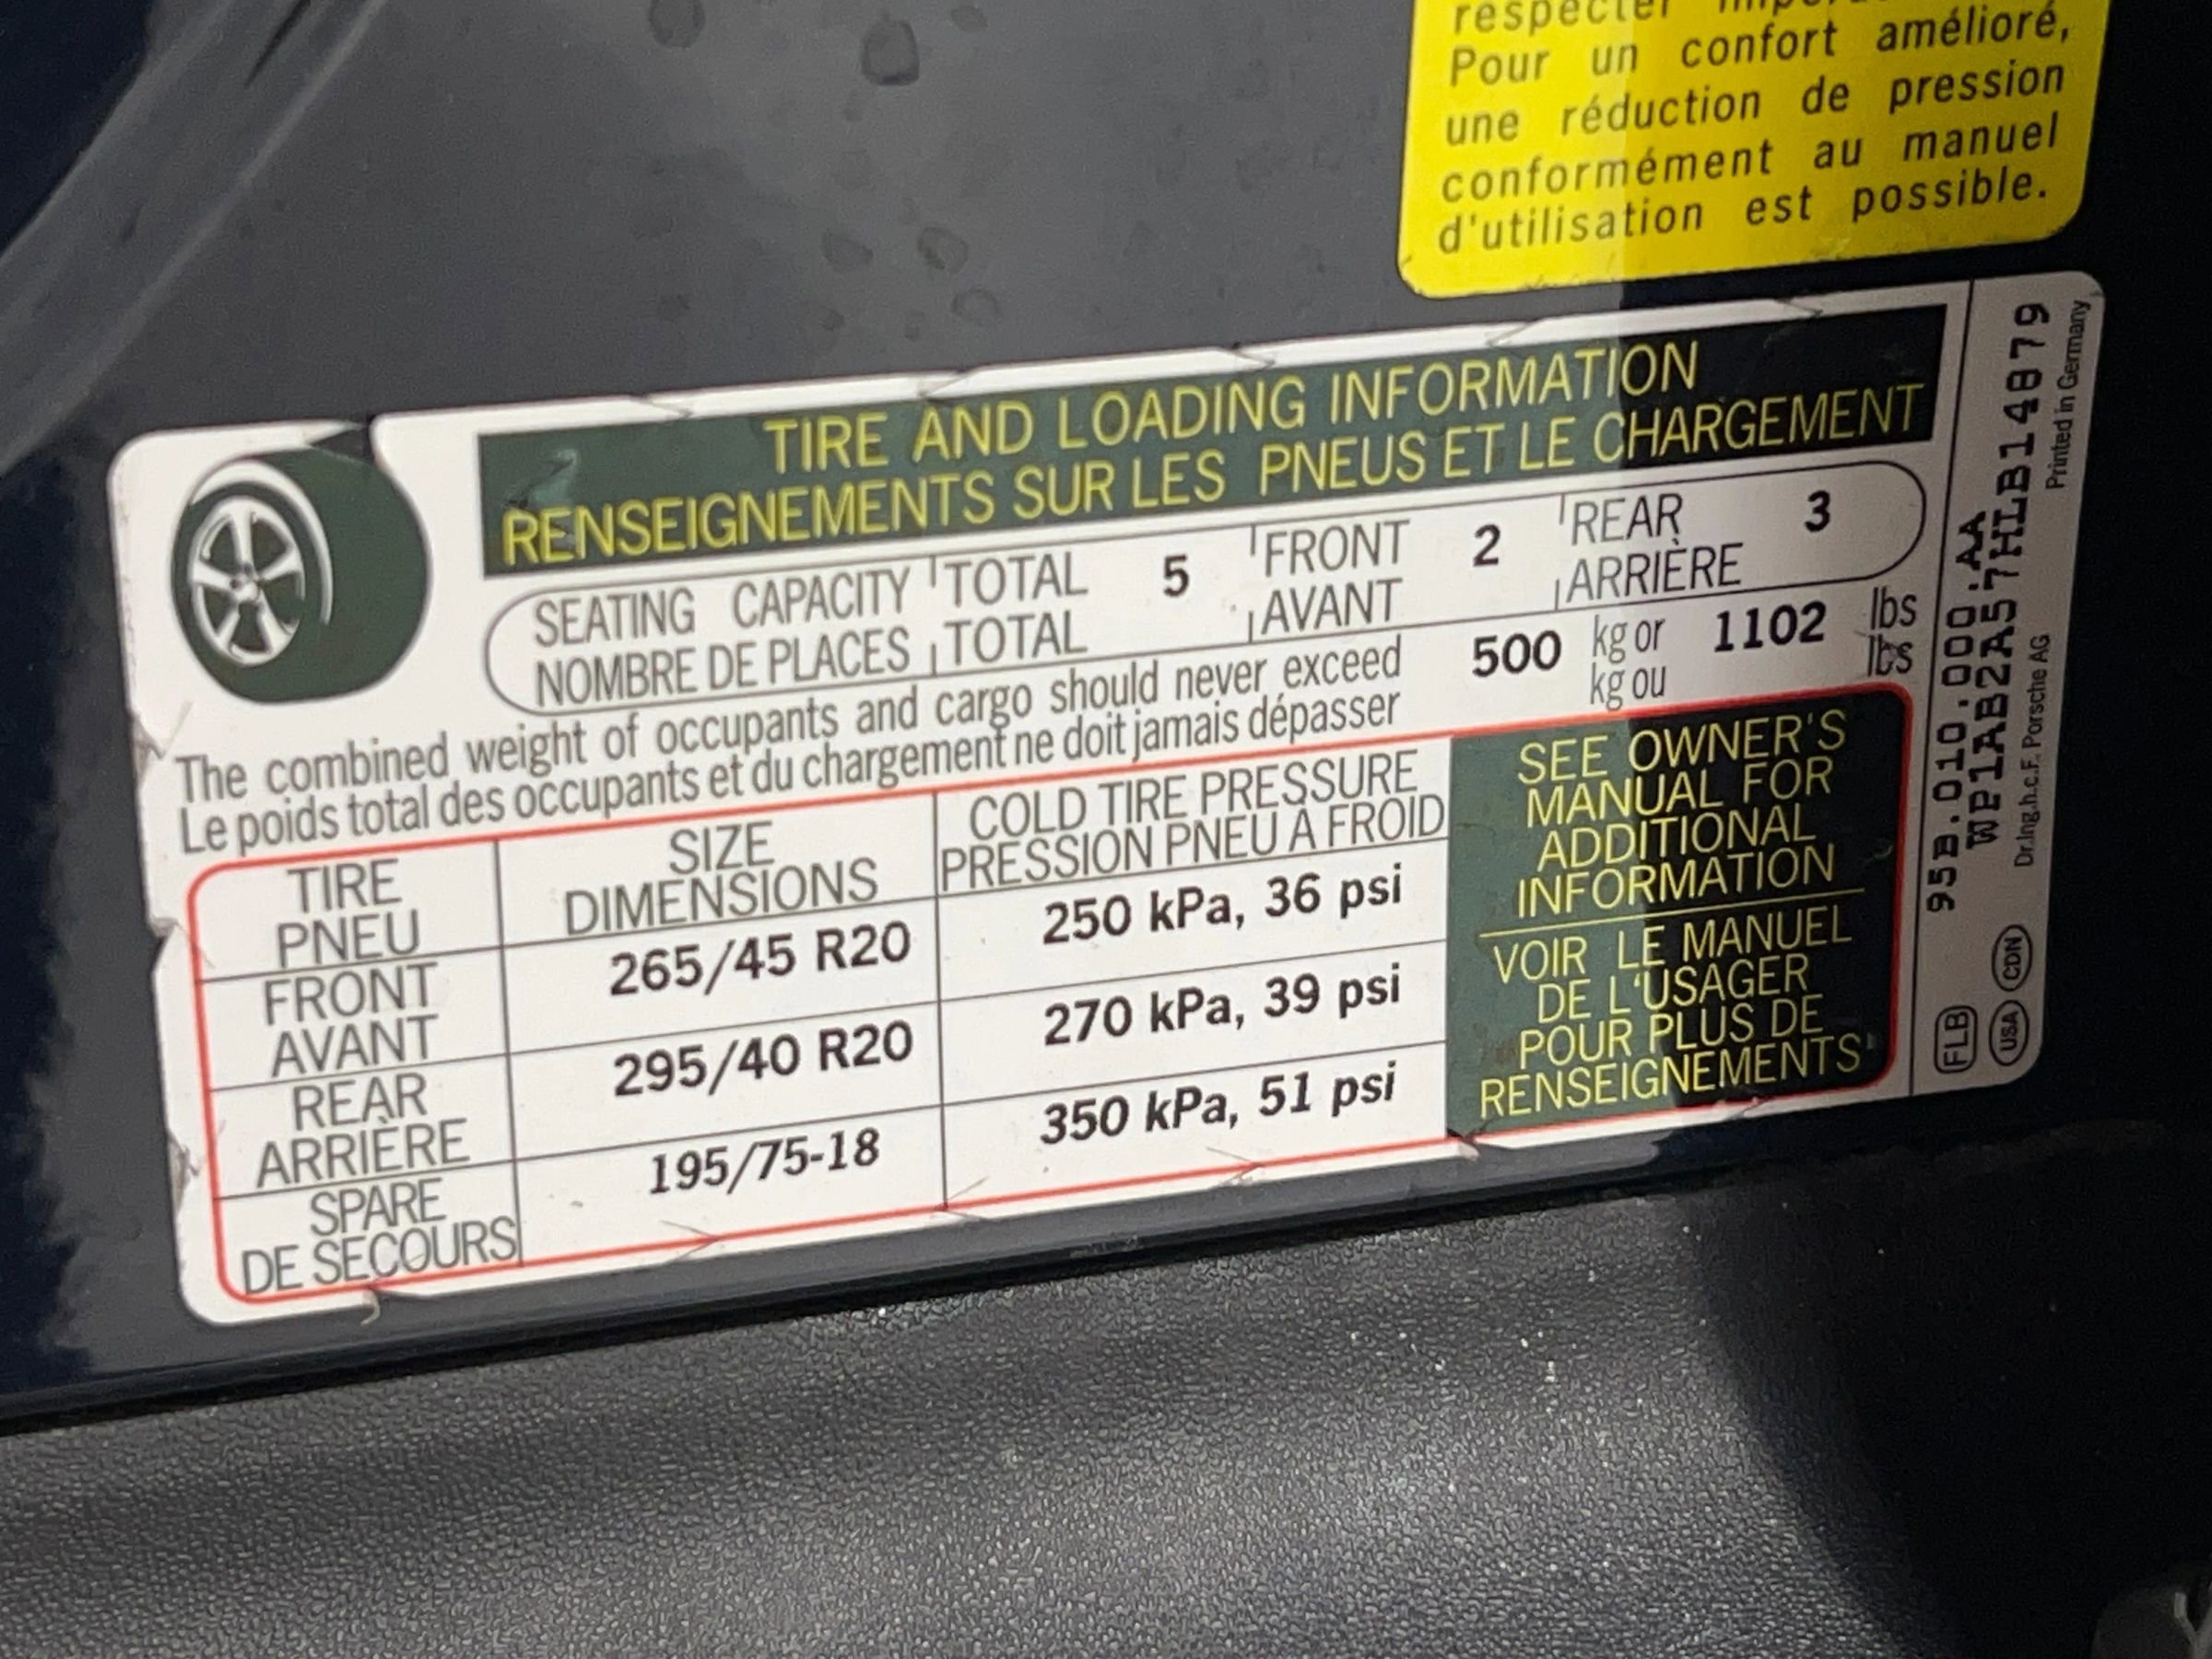 respecter
Pour un confort amélioré,
une réduction de pression
conformément au manuel
d'utilisation est possible.
TIRE AND LOADING INFORMATION
RENSEIGNEMENTS SUR LES PNEUS ET LE CHARGEMENT
SEATING CAPACITY TOTAL 5 FRONT 2 REAR 3
NOMBRE DE PLACES TOTAL AVANT ARRIÈRE
The combined weight of occupants and cargo should never exceed 500 kg or 1102 lbs
Le poids total des occupants et du chargement ne doit jamais dépasser kg ou lbs
TIRE
PNEU
SIZE
DIMENSIONS
COLD TIRE PRESSURE
PRESSION PNEU À FROID
FRONT
AVANT
265/45 R20
250 kPa, 36 psi
REAR
ARRIÈRE
295/40 R20
270 kPa, 39 psi
SPARE
DE SECOURS
195/75-18
350 kPa, 51 psi
SEE OWNER'S
MANUAL FOR
ADDITIONAL
INFORMATION
VOIR LE MANUEL
DE L'USAGER
POUR PLUS DE
RENSEIGNEMENTS
95B.010.000.AA
WP1AB2A57HLB14879
Dr.Ing.h.c.F. Porsche AG
Printed in Germany
FLB
USA
CDN